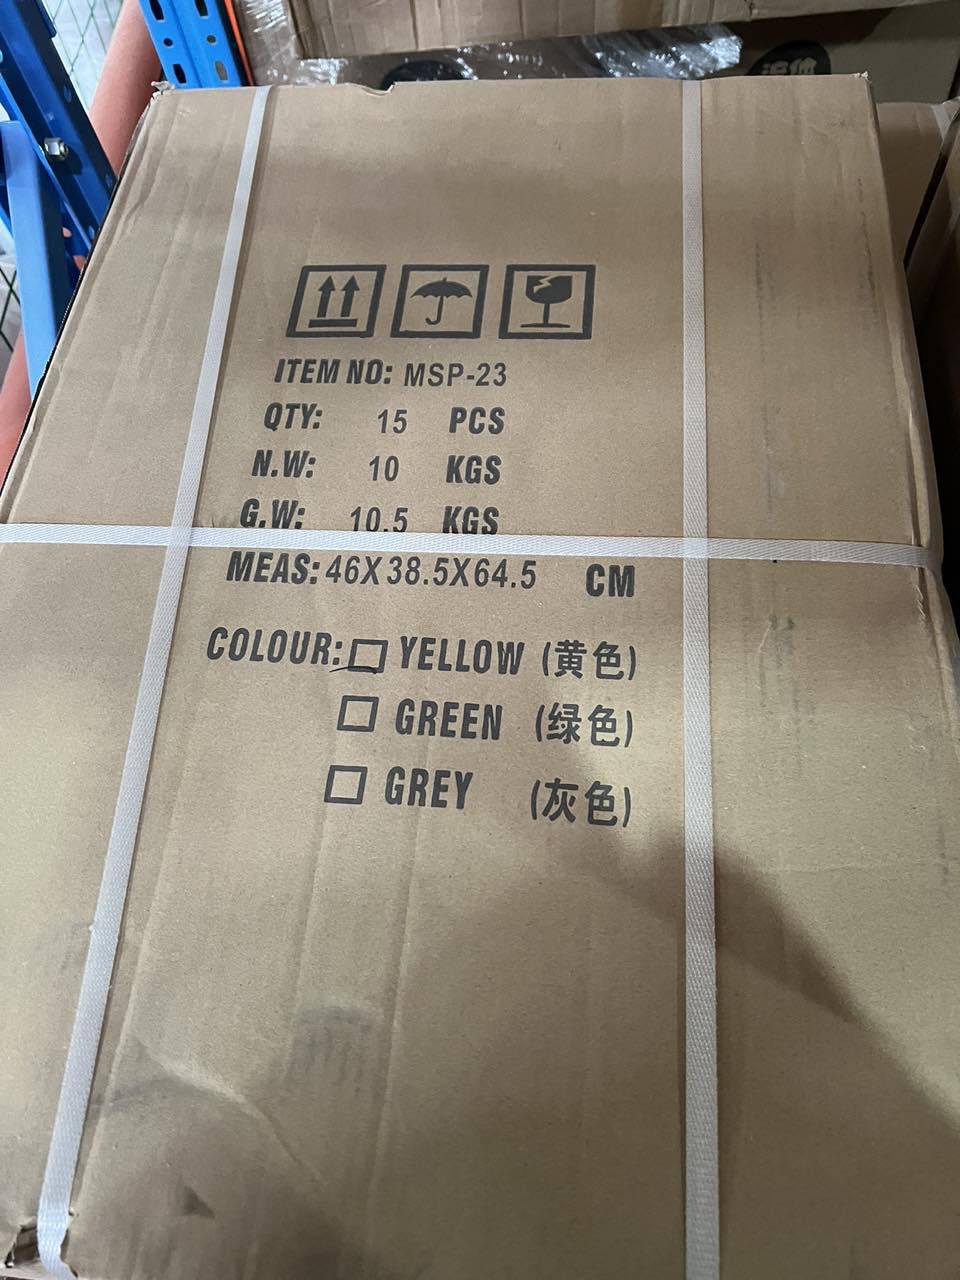 ITEM NO: MSP-23
QTY: 15 PCS
N.W: 10 KGS
G.W: 10.5 KGS
MEAS: 46X38.5X64.5 CM
COLOUR: □ YELLOW (黄色)
□ GREEN (绿色)
□ GREY (灰色)